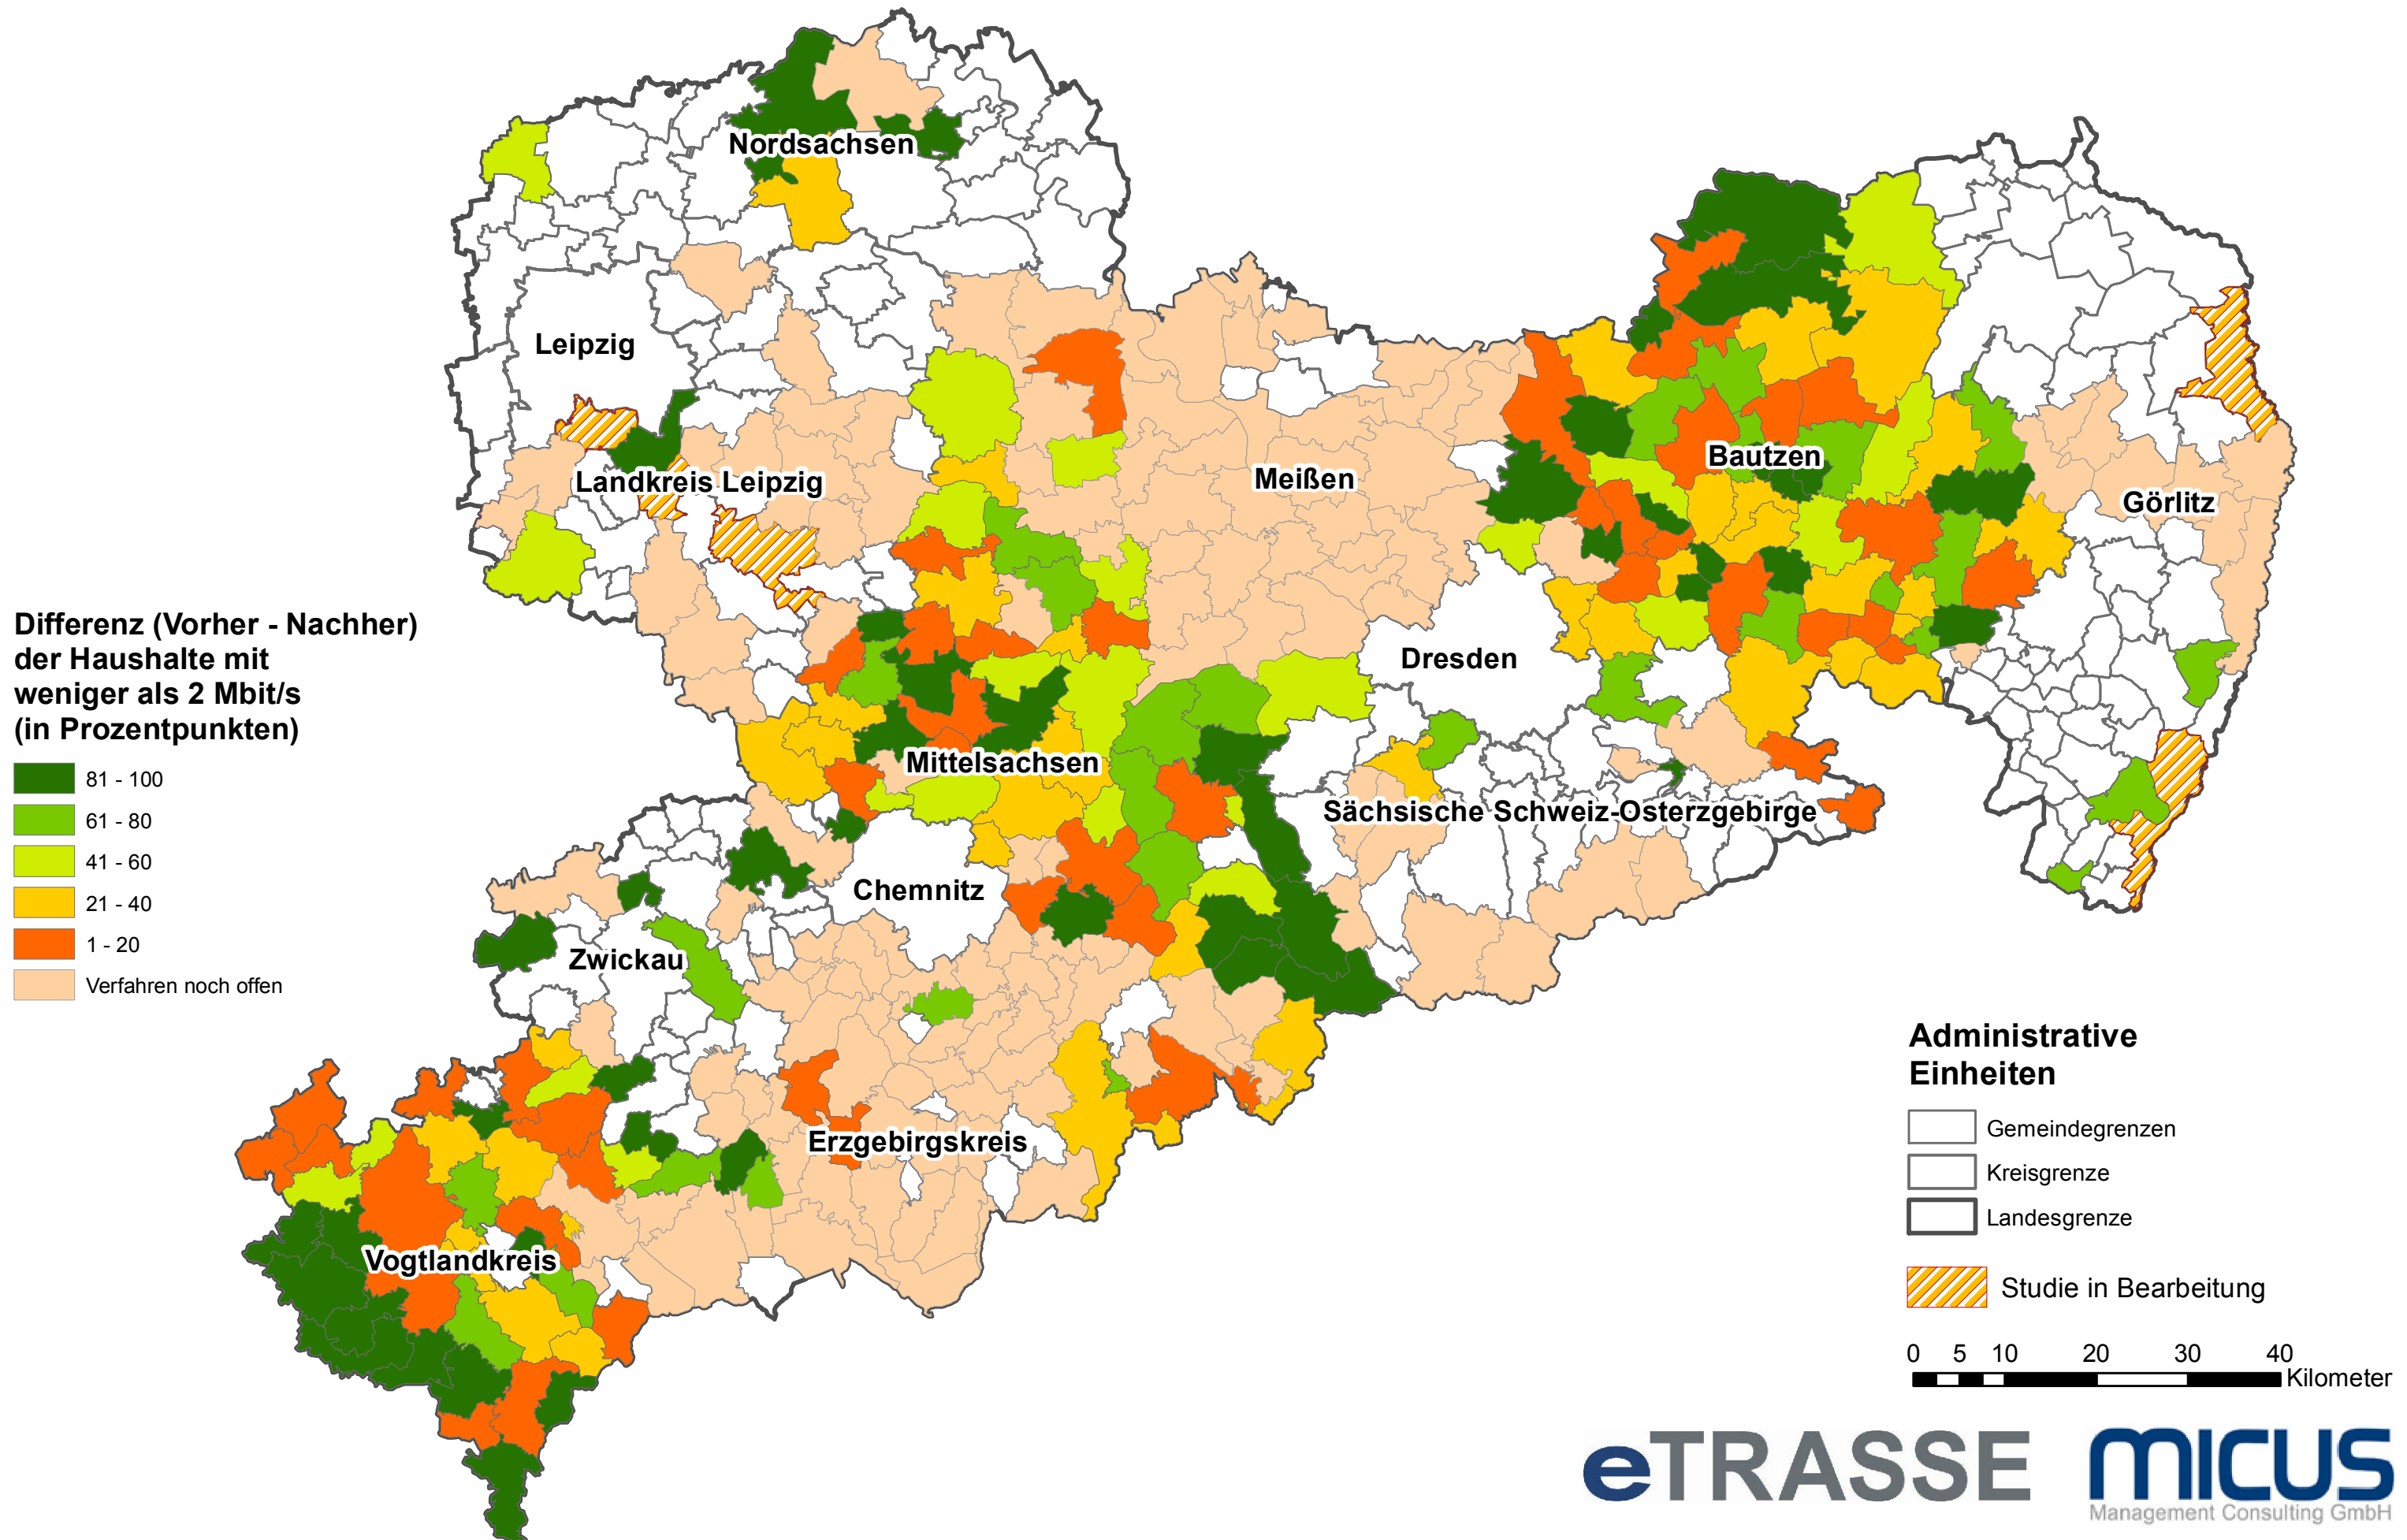 Nordsachsen
Leipzig
Landkreis Leipzig
Meißen
Bautzen
Görlitz
Dresden
Mittelsachsen
Sächsische Schweiz-Osterzgebirge
Chemnitz
Zwickau
Erzgebirgskreis
Vogtlandkreis
Differenz (Vorher - Nachher)
der Haushalte mit
weniger als 2 Mbit/s
(in Prozentpunkten)
81 - 100
61 - 80
41 - 60
21 - 40
1 - 20
Verfahren noch offen
Administrative
Einheiten
Gemeindegrenzen
Kreisgrenze
Landesgrenze
Studie in Bearbeitung
0 5 10 20 30 40
Kilometer
eTRASSE
micus
Management Consulting GmbH